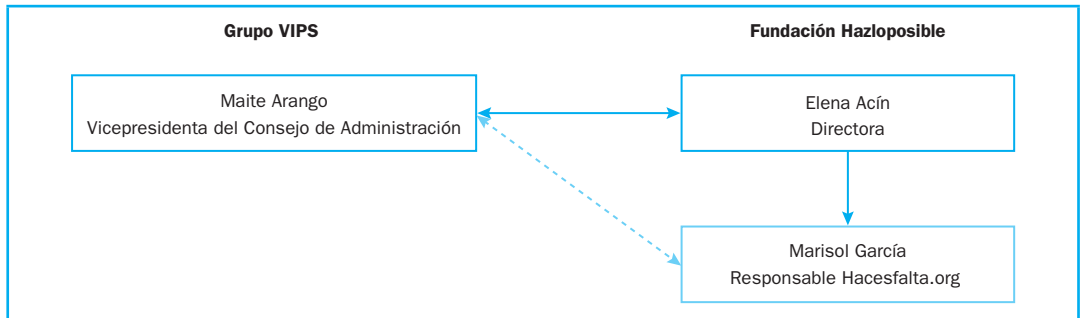 Grupo VIPS
Fundación Hazloposible
Maite Arango
Vicepresidenta del Consejo de Administración
Elena Acín
Directora
Marisol García
Responsable Hacesfalta.org